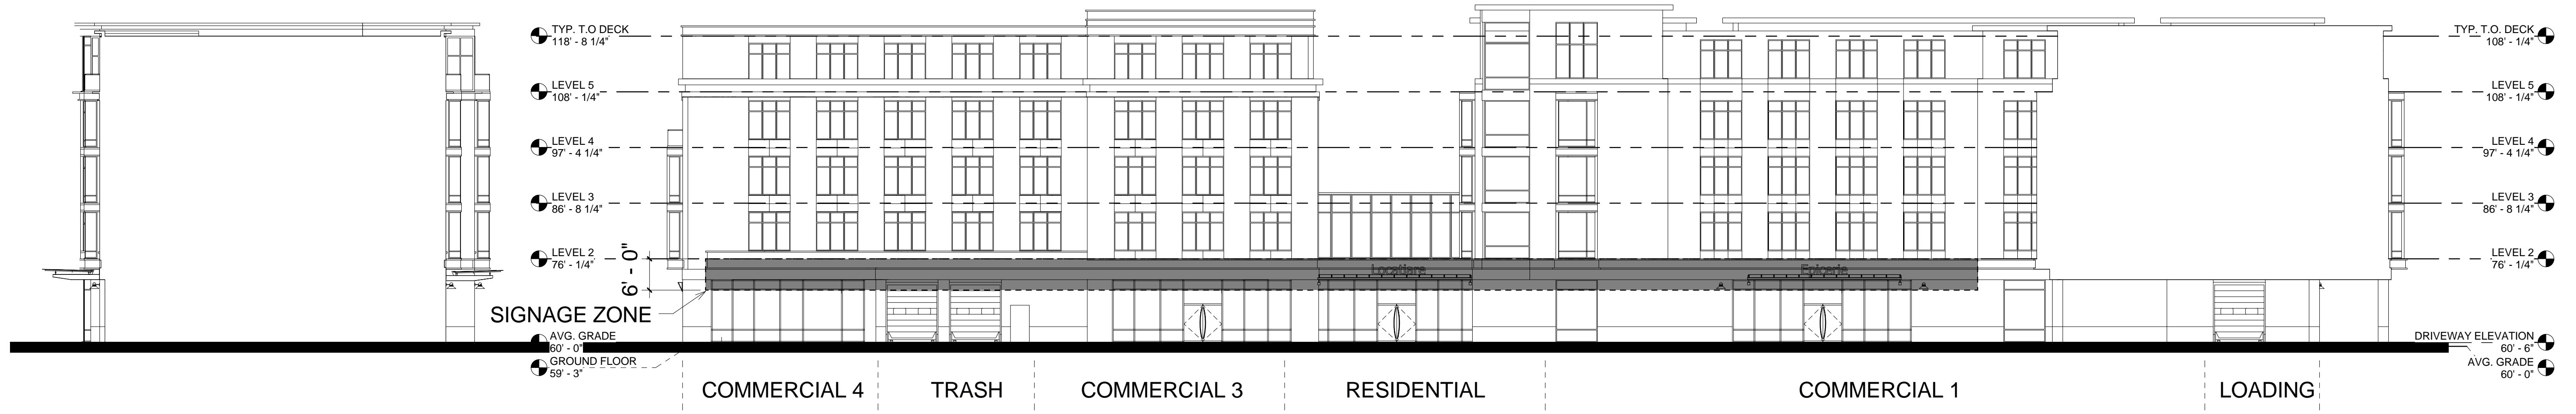 TYP. T.O DECK
118' - 8 1/4"
LEVEL 5
108' - 1/4"
LEVEL 4
97' - 4 1/4"
LEVEL 3
86' - 8 1/4"
LEVEL 2
76' - 1/4"
6' - 0"
SIGNAGE ZONE
AVG. GRADE
60' - 0"
GROUND FLOOR
59' - 3"
Locatiare
Epicerie
TYP. T.O. DECK
108' - 1/4"
LEVEL 5
108' - 1/4"
LEVEL 4
97' - 4 1/4"
LEVEL 3
86' - 8 1/4"
LEVEL 2
76' - 1/4"
DRIVEWAY ELEVATION
60' - 6"
AVG. GRADE
60' - 0"
COMMERCIAL 4
TRASH
COMMERCIAL 3
RESIDENTIAL
COMMERCIAL 1
LOADING